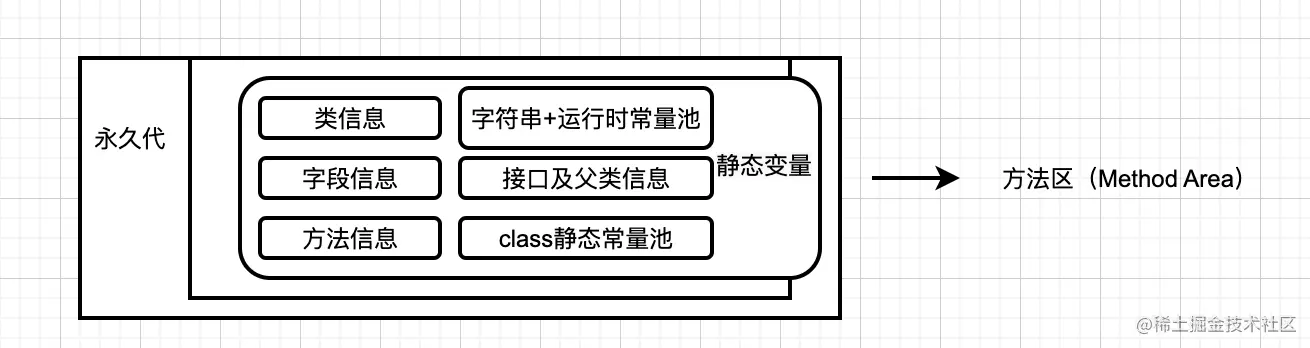 永久代
类信息
字符串+运行时常量池
字段信息
接口及父类信息
静态变量
方法信息
class静态常量池
方法区（Method Area）
@稀土掘金技术社区